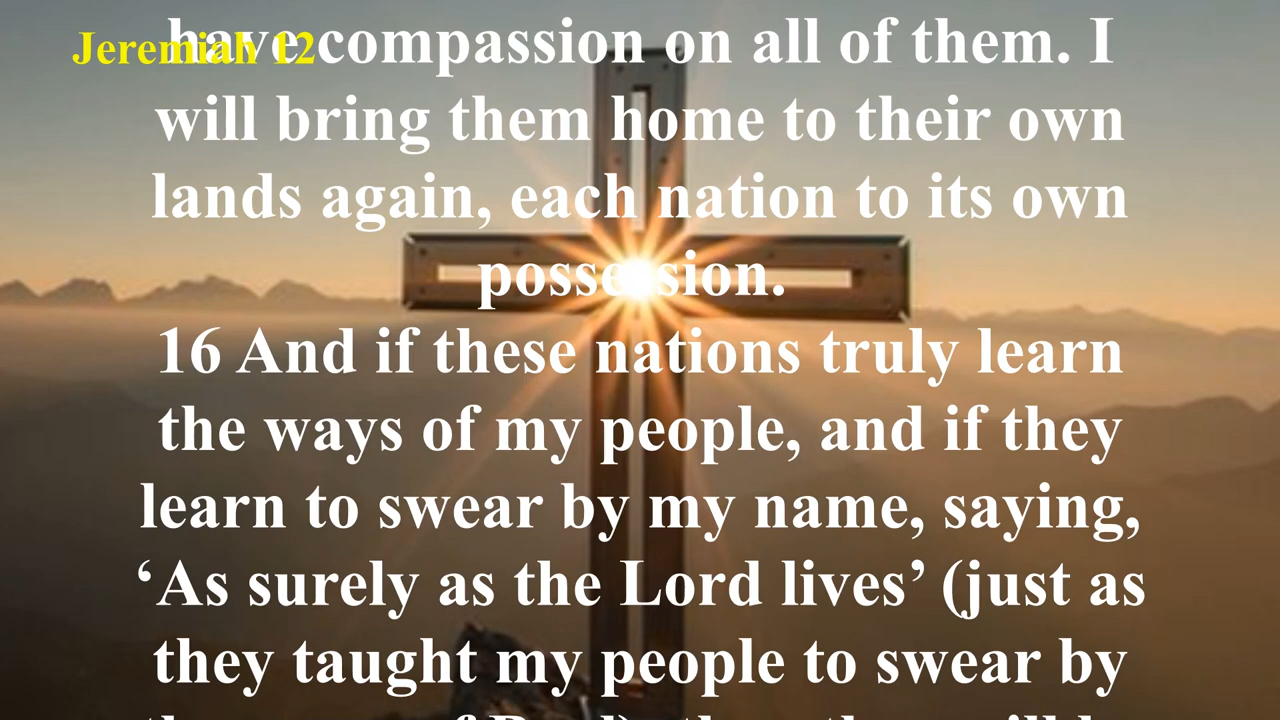 Jeremiah 12
have compassion on all of them. I
will bring them home to their own
lands again, each nation to its own
possession.
16 And if these nations truly learn
the ways of my people, and if they
learn to swear by my name, saying,
‘As surely as the Lord lives’ (just as
they taught my people to swear by